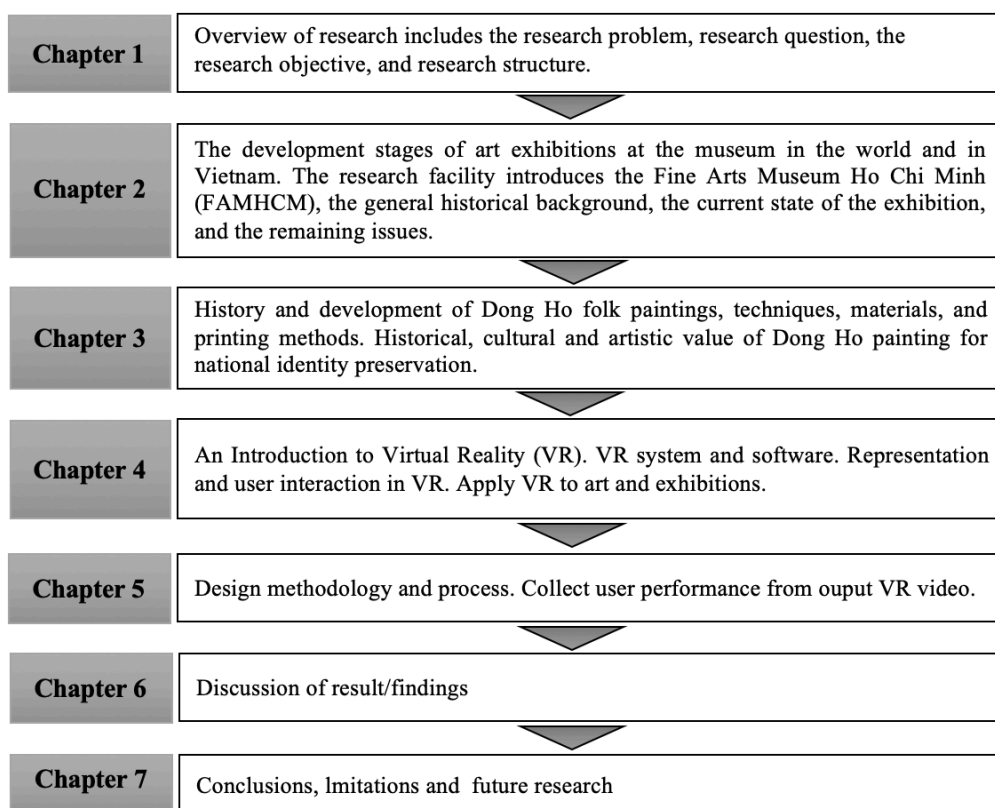 Chapter 1
Overview of research includes the research problem, research question, the
research objective, and research structure.
Chapter 2
The development stages of art exhibitions at the museum in the world and in
Vietnam. The research facility introduces the Fine Arts Museum Ho Chi Minh
(FAMHCM), the general historical background, the current state of the exhibition,
and the remaining issues.
Chapter 3
History and development of Dong Ho folk paintings, techniques, materials, and
printing methods. Historical, cultural and artistic value of Dong Ho painting for
national identity preservation.
Chapter 4
An Introduction to Virtual Reality (VR). VR system and software. Representation
and user interaction in VR. Apply VR to art and exhibitions.
Chapter 5
Design methodology and process. Collect user performance from ouput VR video.
Chapter 6
Discussion of result/findings
Chapter 7
Conclusions, lmitations and future research